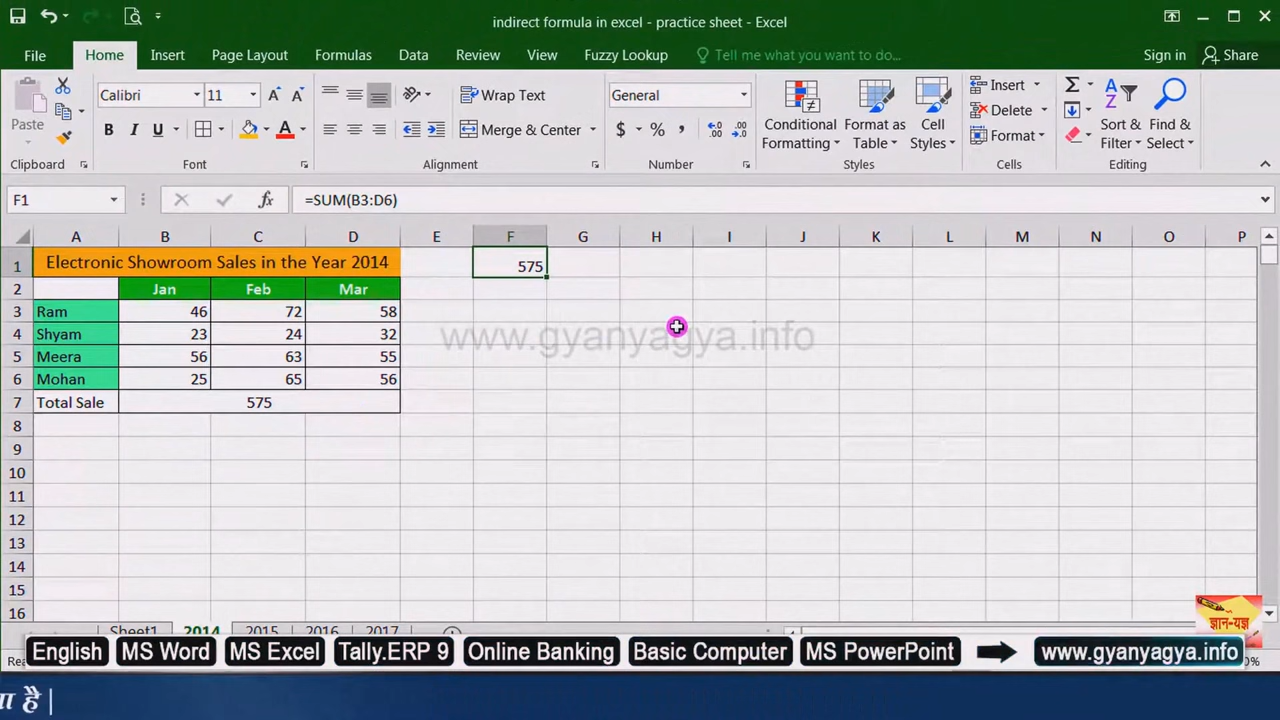 indirect formula in excel - practice sheet - Excel
File Home Insert Page Layout Formulas Data Review View Fuzzy Lookup Tell me what you want to do... Sign in Share
Calibri 11 Wrap Text General Insert
Paste B I U Merge & Center $ % , Conditional Formatting Format as Table Cell Styles Delete Format Sort & Filter Find & Select
Clipboard Font Alignment Number Styles Cells Editing
F1 fx =SUM(B3:D6)
A B C D E F G H I J K L M N O P
1 Electronic Showroom Sales in the Year 2014 575
2 Jan Feb Mar
3 Ram 46 72 58
4 Shyam 23 24 32
www.gyanyagya.info
5 Meera 56 63 55
6 Mohan 25 65 56
7 Total Sale 575
8
9
10
11
12
13
14
15
16
ज्ञान-यज्ञ
Sheet1 2014 2015 2016 2017
English MS Word MS Excel Tally.ERP 9 Online Banking Basic Computer MS PowerPoint www.gyanyagya.info
है |